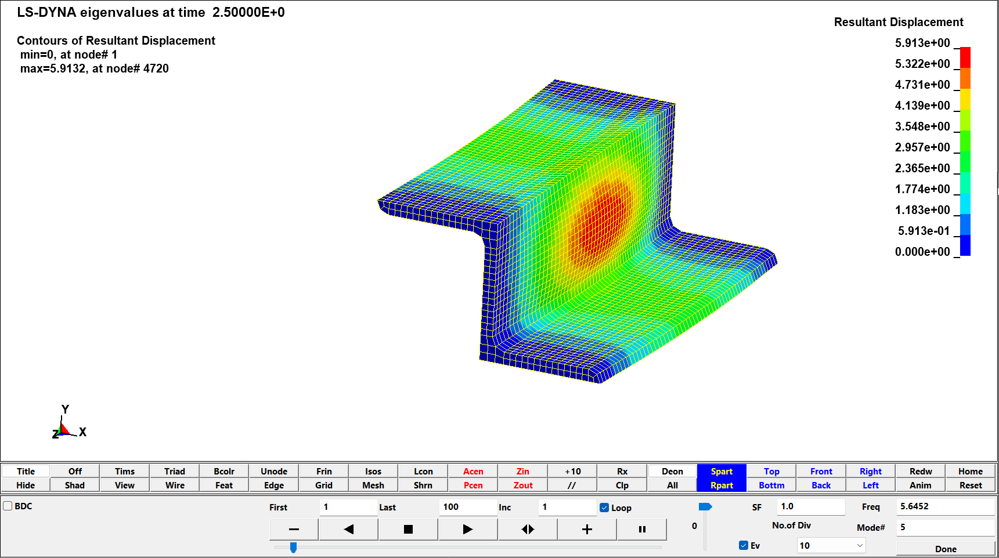 LS-DYNA eigenvalues at time 2.50000E+0
Contours of Resultant Displacement
min=0, at node# 1
max=5.9132, at node# 4720
Resultant Displacement
5.913e+00
5.322e+00
4.731e+00
4.139e+00
3.548e+00
2.957e+00
2.365e+00
1.774e+00
1.183e+00
5.913e-01
0.000e+00
Y
Z X
Title Off Tims Triad Bcolr Unode Frin Isos Lcon Acen Zin +10 Rx Deon Spart Top Front Right Redw Home
Hide Shad View Wire Feat Edge Grid Mesh Shrn Pcen Zout // Clp All Rpart Bottm Back Left Anim Reset
BDC First 1 Last 100 Inc 1 Loop SF 1.0 Freq 5.6452
0 No.of Div Mode# 5
Ev 10 Done